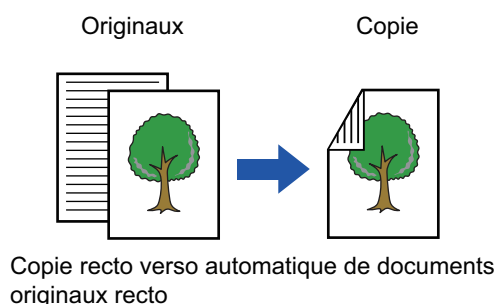 Originaux
Copie
Copie recto verso automatique de documents
originaux recto